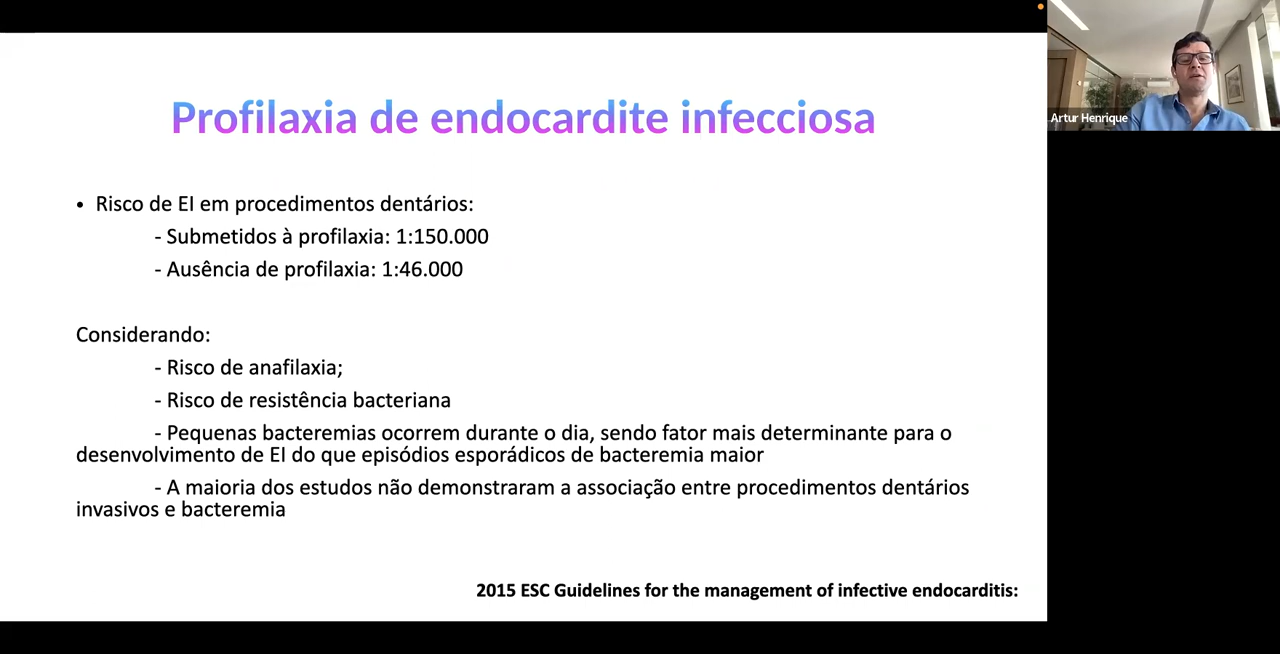 Profilaxia de endocardite infecciosa
• Risco de EI em procedimentos dentários:
- Submetidos à profilaxia: 1:150.000
- Ausência de profilaxia: 1:46.000
Considerando:
- Risco de anafilaxia;
- Risco de resistência bacteriana
- Pequenas bacteremias ocorrem durante o dia, sendo fator mais determinante para o
desenvolvimento de EI do que episódios esporádicos de bacteremia maior
- A maioria dos estudos não demonstraram a associação entre procedimentos dentários
invasivos e bacteremia
2015 ESC Guidelines for the management of infective endocarditis:
Artur Henrique